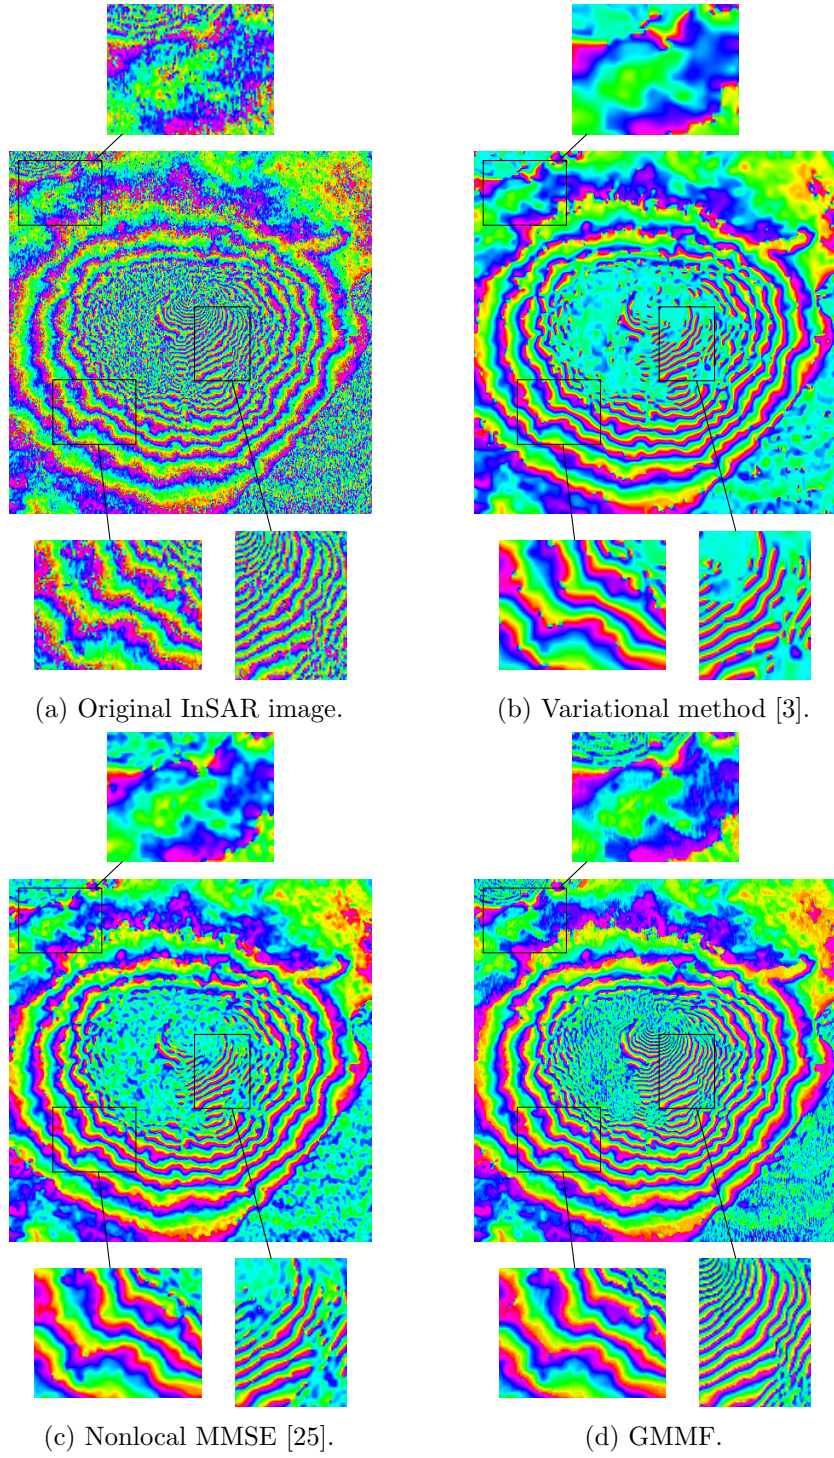 (a) Original InSAR image.
(b) Variational method [3].
(c) Nonlocal MMSE [25].
(d) GMMF.